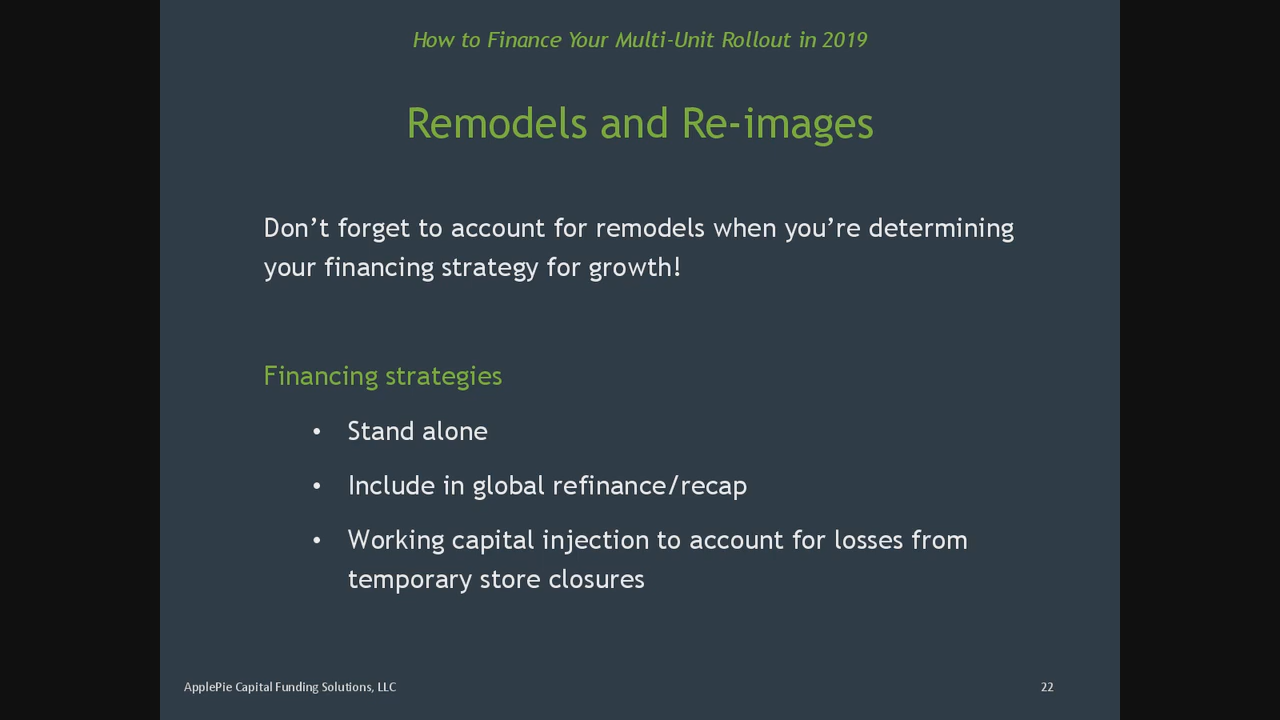 How to Finance Your Multi-Unit Rollout in 2019
Remodels and Re-images
Don’t forget to account for remodels when you’re determining
your financing strategy for growth!
Financing strategies
• Stand alone
• Include in global refinance/recap
• Working capital injection to account for losses from
temporary store closures
ApplePie Capital Funding Solutions, LLC
22